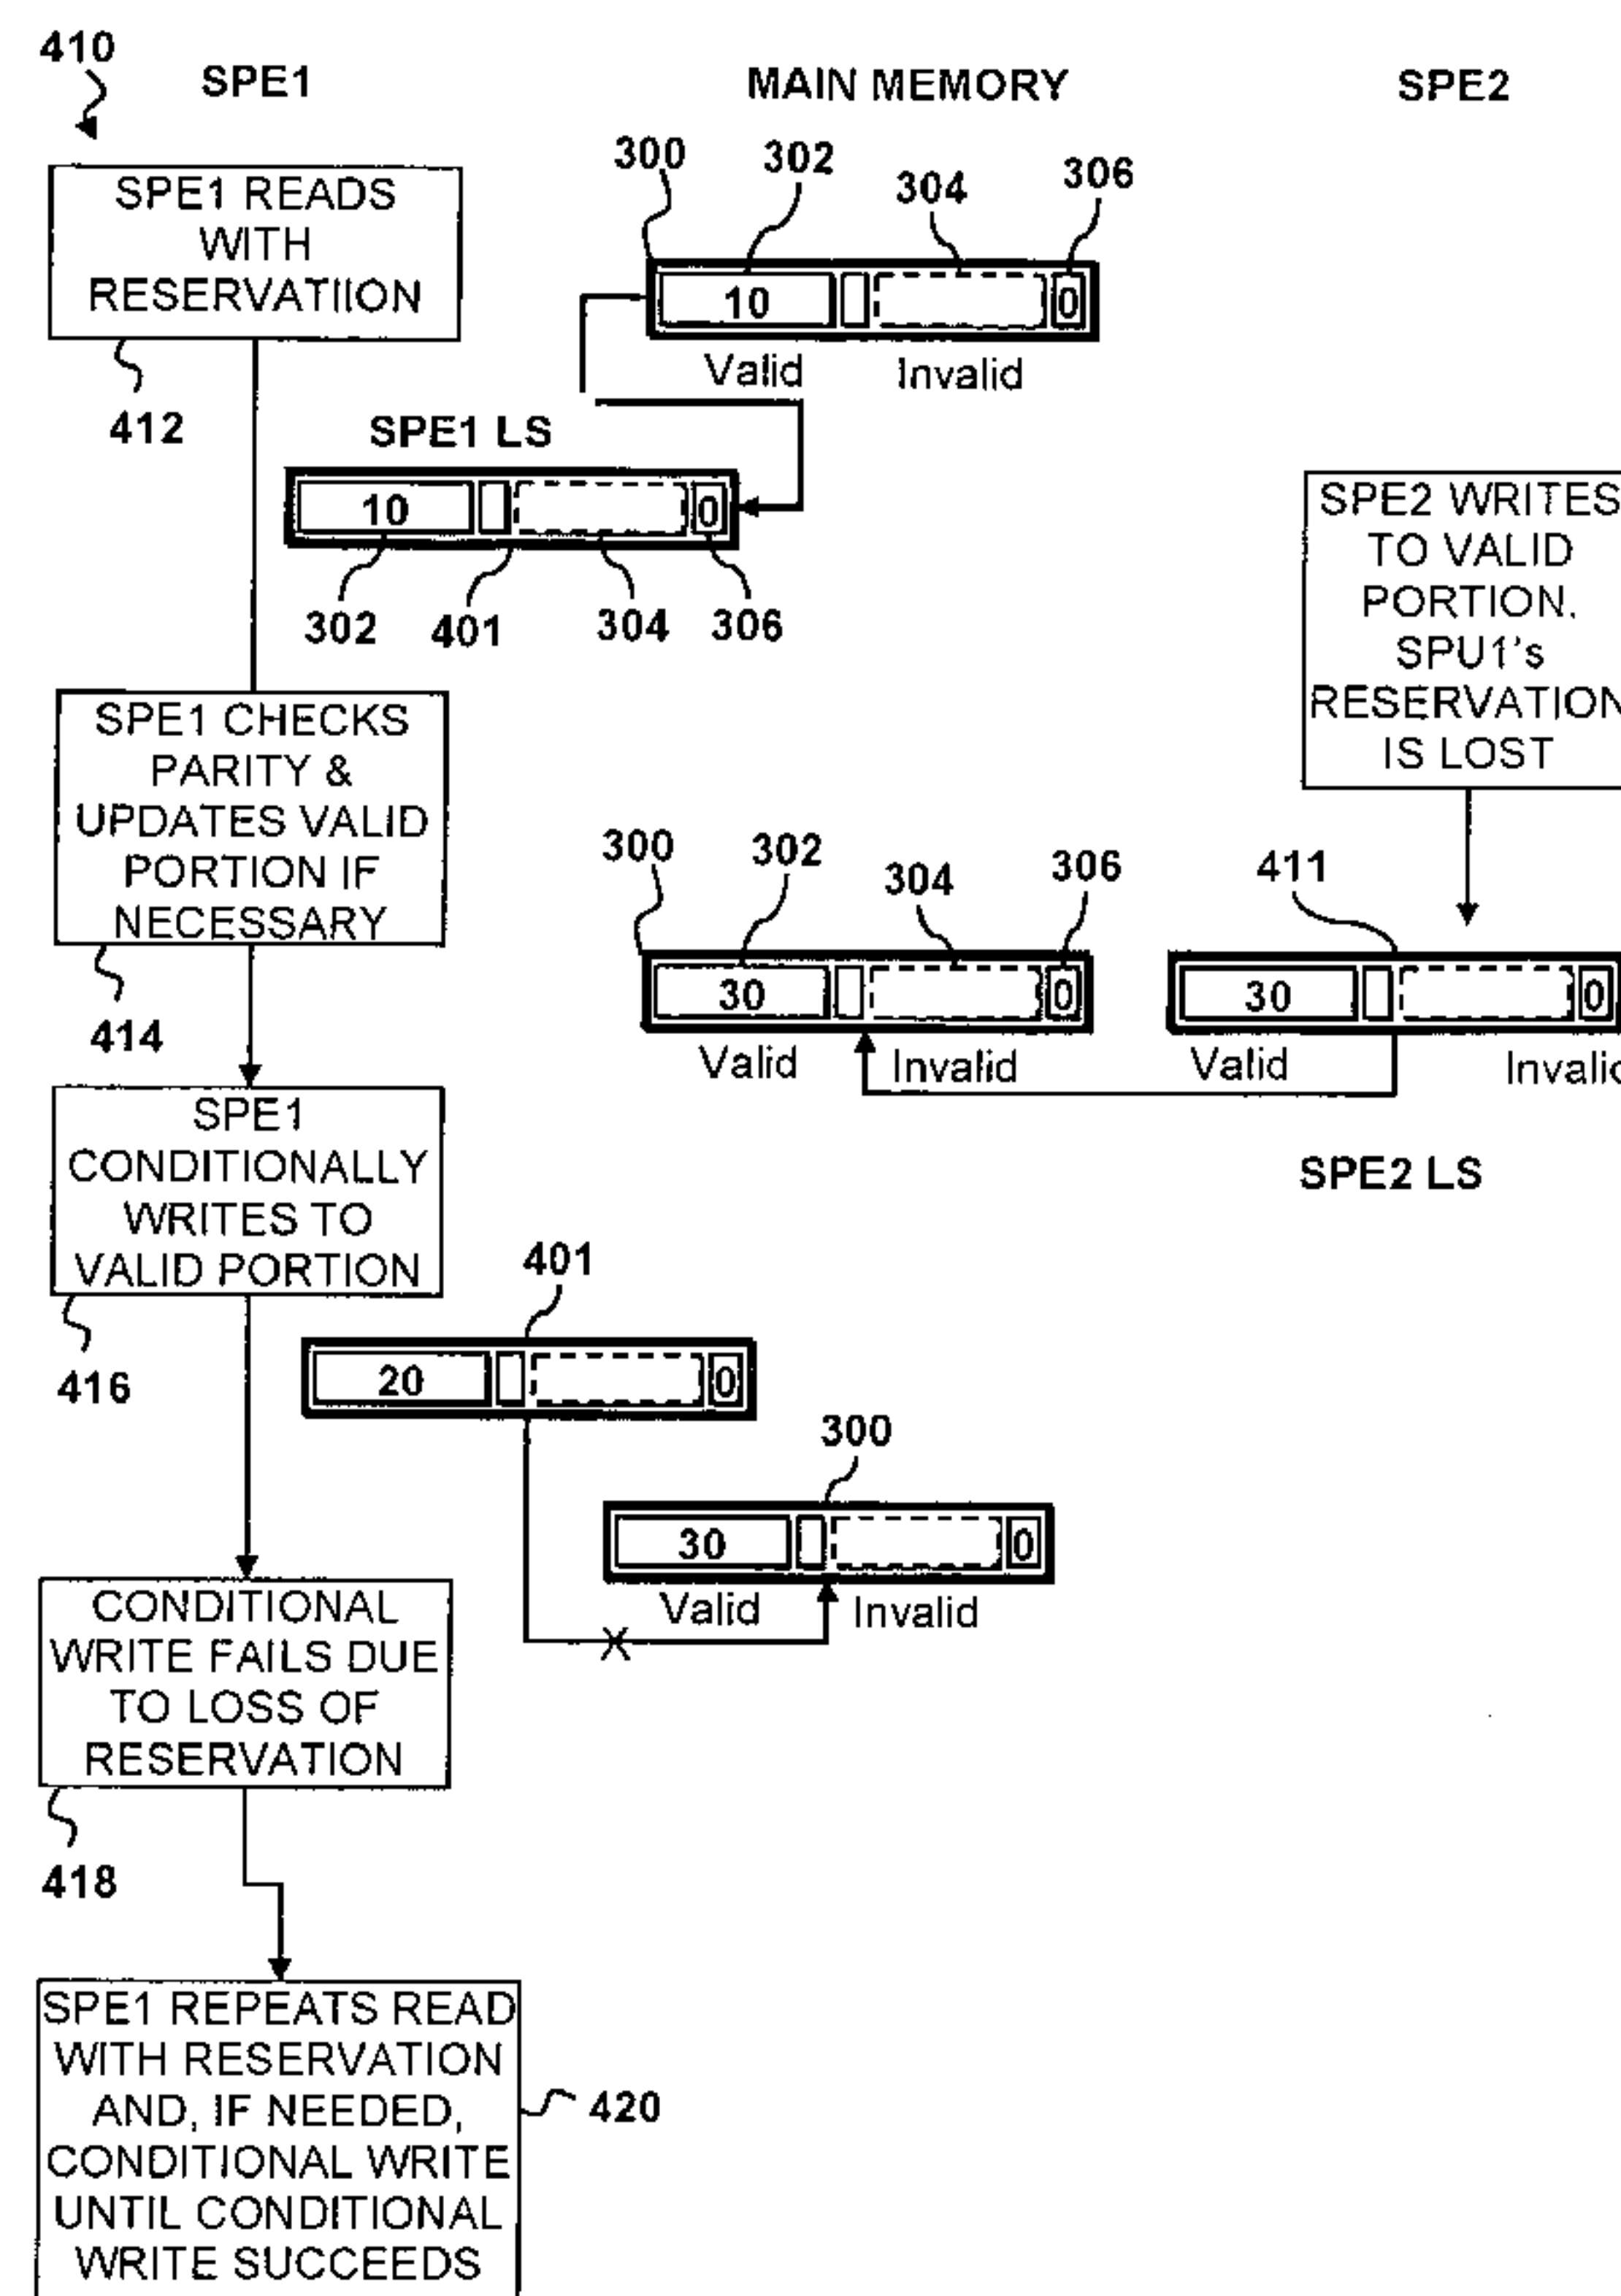 410
SPE1
MAIN MEMORY
SPE2
300
302
304
306
SPE1 READS
WITH
RESERVATIION
10
0
Valid
Invalid
412
SPE1 LS
10
0
302
401
304
306
SPE2 WRITES
TO VALID
PORTION.
SPU1's
RESERVATION
IS LOST
SPE1 CHECKS
PARITY &
UPDATES VALID
PORTION IF
NECESSARY
414
300
302
304
306
411
30
0
30
0
Valid
Invalid
Valid
Invalid
SPE2 LS
SPE1
CONDITIONALLY
WRITES TO
VALID PORTION
416
401
20
0
300
30
0
Valid
Invalid
X
CONDITIONAL
WRITE FAILS DUE
TO LOSS OF
RESERVATION
418
SPE1 REPEATS READ
WITH RESERVATION
AND, IF NEEDED,
CONDITIONAL WRITE
UNTIL CONDITIONAL
WRITE SUCCEEDS
420